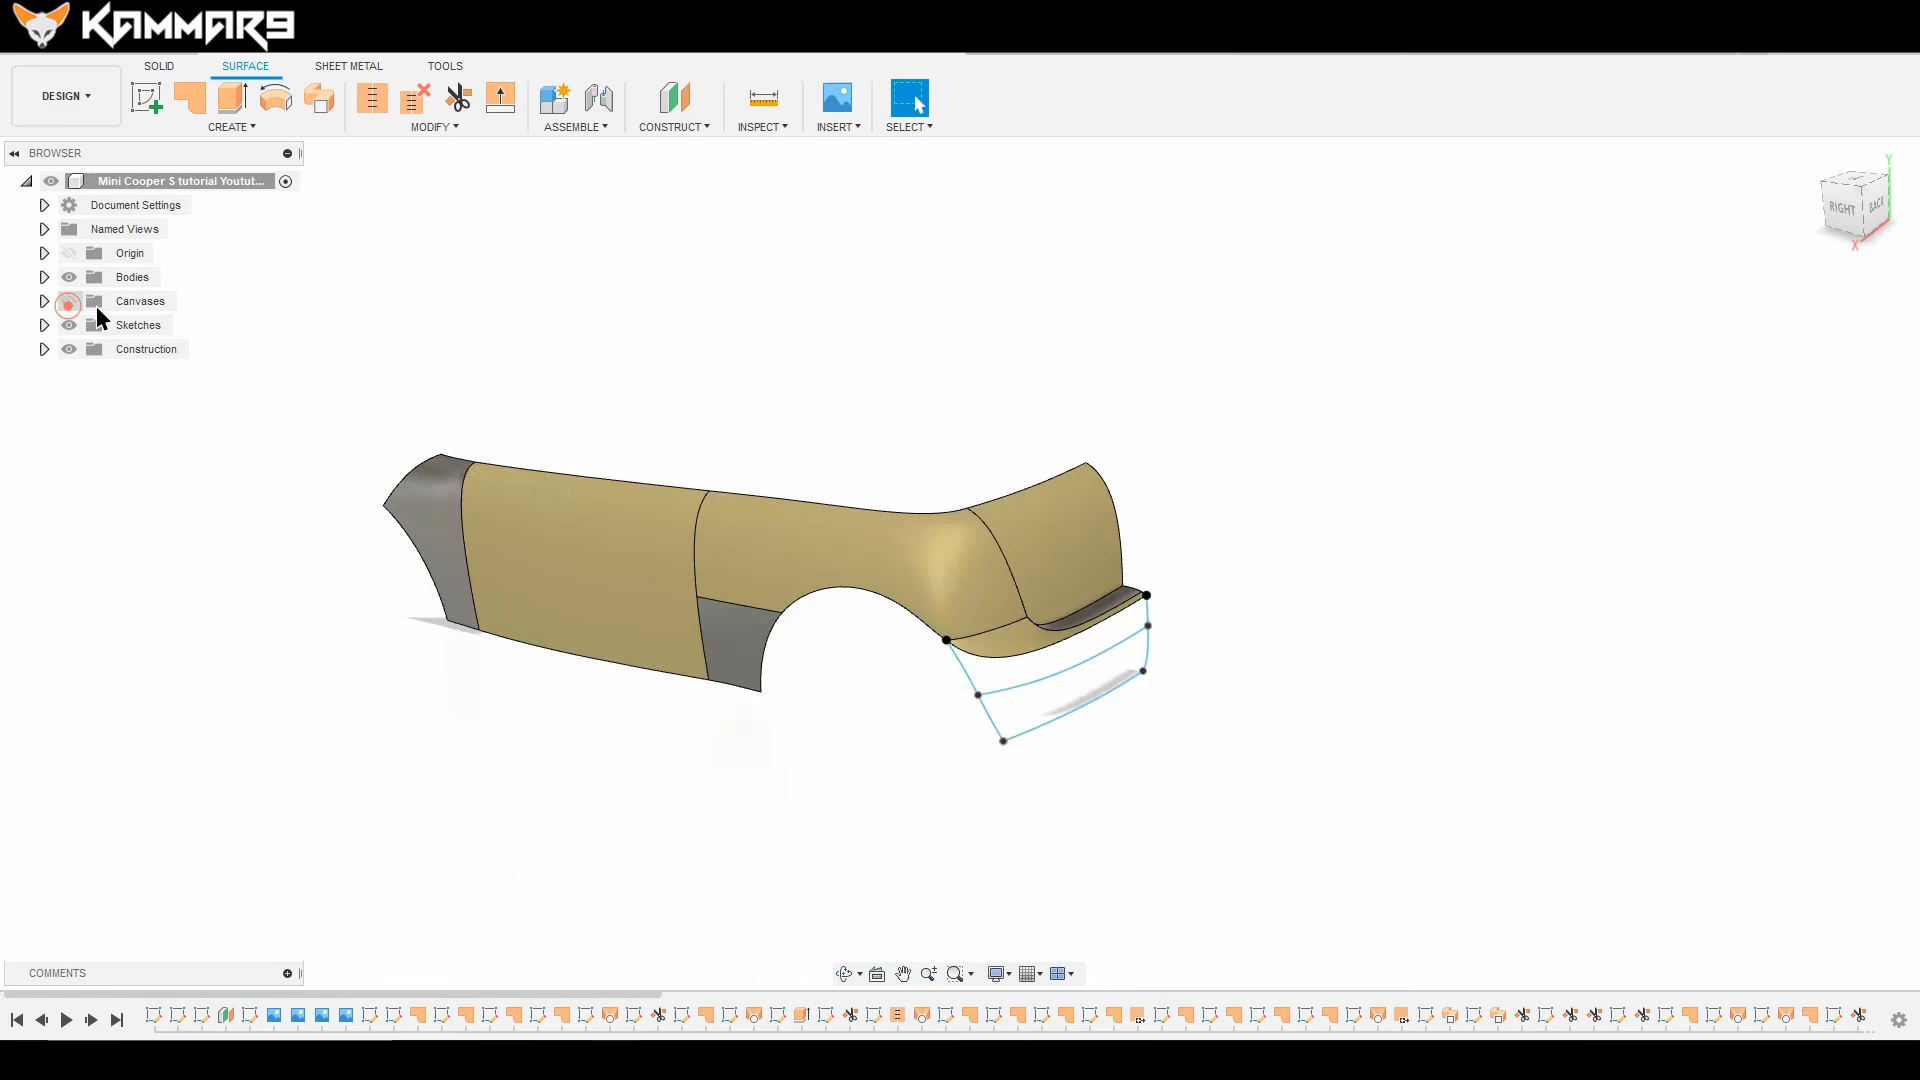 KAMMAR9
SOLID SURFACE SHEET METAL TOOLS
DESIGN
CREATE MODIFY ASSEMBLE CONSTRUCT INSPECT INSERT SELECT
BROWSER
Mini Cooper S tutorial Youtut...
Document Settings
Named Views
Origin
Bodies
Canvases
Sketches
Construction
Y
RIGHT BACK
X
COMMENTS